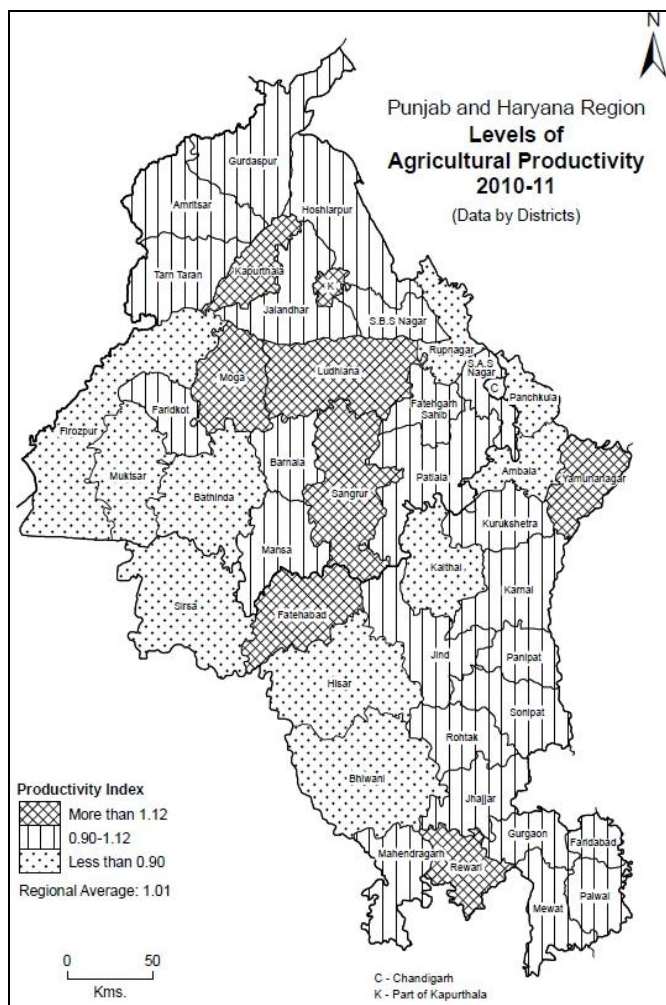 N
Punjab and Haryana Region
Levels of
Agricultural Productivity
2010-11
(Data by Districts)
Gurdaspur
Amritsar
Hoshiarpur
Tarn Taran
Kapurthala
K
Jalandhar
S.B.S Nagar
Rupnagar
S.A.S
Nagar
C
Panchkula
Moga
Ludhiana
Fatehgarh
Sahib
Faridkot
Firozpur
Muktsar
Bathinda
Barnala
Sangrur
Patiala
Ambala
Yamunanagar
Kurukshetra
Mansa
Kaithal
Karnal
Sirsa
Fatehabad
Jind
Panipat
Hisar
Sonipat
Rohtak
Bhiwani
Jhajjar
Gurgaon
Faridabad
Mahendragarh
Rewari
Mewat
Palwal
Productivity Index
More than 1.12
0.90-1.12
Less than 0.90
Regional Average: 1.01
0 50
Kms.
C - Chandigarh
K - Part of Kapurthala